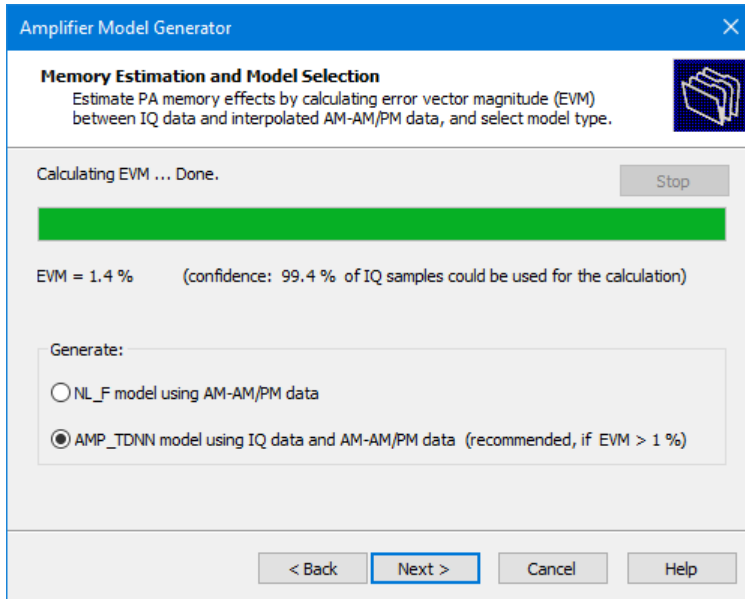 Amplifier Model Generator
Memory Estimation and Model Selection
Estimate PA memory effects by calculating error vector magnitude (EVM)
between IQ data and interpolated AM-AM/PM data, and select model type.
Calculating EVM ... Done.
Stop
EVM = 1.4 % (confidence: 99.4 % of IQ samples could be used for the calculation)
Generate:
NL_F model using AM-AM/PM data
AMP_TDNN model using IQ data and AM-AM/PM data (recommended, if EVM > 1 %)
< Back Next > Cancel Help